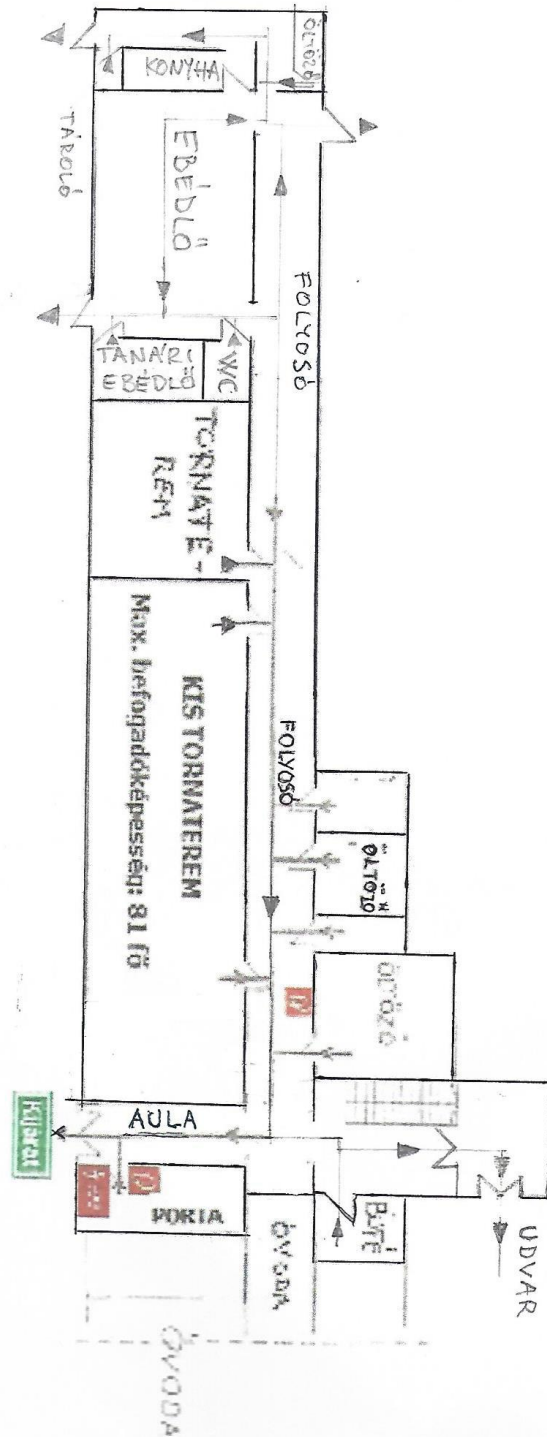 ÖLTÖZŐ
KONYHA
TÁROLÓ
EBÉDLŐ
FOLYOSÓ
TANÁRI
EBÉDLŐ
WC
TORNATE-
REM
KIS TORNATEREM
Max. befogadóképesség: 81 fő
FOLYOSÓ
ÖLTÖZŐ
ÖLTÖZŐ
AULA
Kijárat
PORTA
ÓVODA
BÜFÉ
UDVAR
ÓVODA